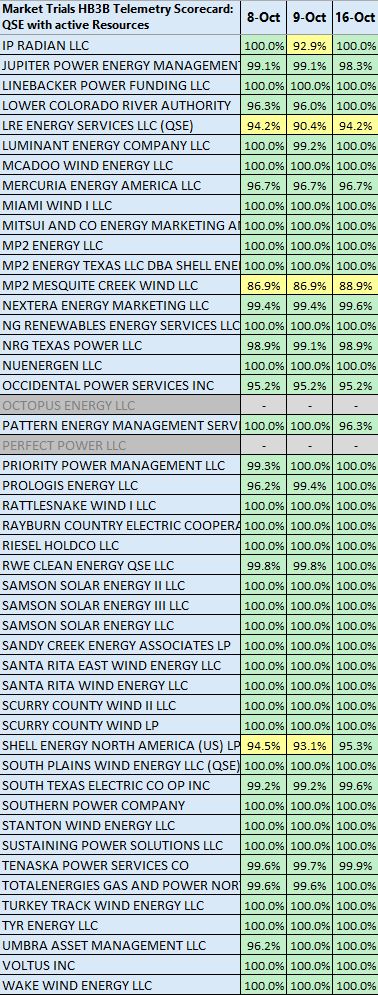 Market Trials HB3B Telemetry Scorecard:
QSE with active Resources 8-Oct 9-Oct 16-Oct
IP RADIAN LLC 100.0% 92.9% 100.0%
JUPITER POWER ENERGY MANAGEMENT 99.1% 99.1% 98.3%
LINEBACKER POWER FUNDING LLC 100.0% 100.0% 100.0%
LOWER COLORADO RIVER AUTHORITY 96.3% 96.0% 100.0%
LRE ENERGY SERVICES LLC (QSE) 94.2% 90.4% 94.2%
LUMINANT ENERGY COMPANY LLC 100.0% 99.2% 100.0%
MCADOO WIND ENERGY LLC 100.0% 100.0% 100.0%
MERCURIA ENERGY AMERICA LLC 96.7% 96.7% 96.7%
MIAMI WIND I LLC 100.0% 100.0% 100.0%
MITSUI AND CO ENERGY MARKETING A 100.0% 100.0% 100.0%
MP2 ENERGY LLC 100.0% 100.0% 100.0%
MP2 ENERGY TEXAS LLC DBA SHELL ENE 100.0% 100.0% 100.0%
MP2 MESQUITE CREEK WIND LLC 86.9% 86.9% 88.9%
NEXTERA ENERGY MARKETING LLC 99.4% 99.4% 99.6%
NG RENEWABLES ENERGY SERVICES LLC 100.0% 100.0% 100.0%
NRG TEXAS POWER LLC 98.9% 99.1% 98.9%
NUENERGEN LLC 100.0% 100.0% 100.0%
OCCIDENTAL POWER SERVICES INC 95.2% 95.2% 95.2%
OCTOPUS ENERGY LLC - - -
PATTERN ENERGY MANAGEMENT SERV 100.0% 100.0% 96.3%
PERFECT POWER LLC - - -
PRIORITY POWER MANAGEMENT LLC 99.3% 100.0% 100.0%
PROLOGIS ENERGY LLC 96.2% 99.4% 100.0%
RATTLESNAKE WIND I LLC 100.0% 100.0% 100.0%
RAYBURN COUNTRY ELECTRIC COOPERA 100.0% 100.0% 100.0%
RIESEL HOLDCO LLC 100.0% 100.0% 100.0%
RWE CLEAN ENERGY QSE LLC 99.8% 99.8% 100.0%
SAMSON SOLAR ENERGY II LLC 100.0% 100.0% 100.0%
SAMSON SOLAR ENERGY III LLC 100.0% 100.0% 100.0%
SAMSON SOLAR ENERGY LLC 100.0% 100.0% 100.0%
SANDY CREEK ENERGY ASSOCIATES LP 100.0% 100.0% 100.0%
SANTA RITA EAST WIND ENERGY LLC 100.0% 100.0% 100.0%
SANTA RITA WIND ENERGY LLC 100.0% 100.0% 100.0%
SCURRY COUNTY WIND II LLC 100.0% 100.0% 100.0%
SCURRY COUNTY WIND LP 100.0% 100.0% 100.0%
SHELL ENERGY NORTH AMERICA (US) LP 94.5% 93.1% 95.3%
SOUTH PLAINS WIND ENERGY LLC (QSE) 100.0% 100.0% 100.0%
SOUTH TEXAS ELECTRIC CO OP INC 99.2% 99.2% 99.6%
SOUTHERN POWER COMPANY 100.0% 100.0% 100.0%
STANTON WIND ENERGY LLC 100.0% 100.0% 100.0%
SUSTAINING POWER SOLUTIONS LLC 100.0% 100.0% 100.0%
TENASKA POWER SERVICES CO 99.6% 99.7% 99.9%
TOTALENERGIES GAS AND POWER NOR 99.6% 99.6% 100.0%
TURKEY TRACK WIND ENERGY LLC 100.0% 100.0% 100.0%
TYR ENERGY LLC 100.0% 100.0% 100.0%
UMBRA ASSET MANAGEMENT LLC 96.2% 100.0% 100.0%
VOLTUS INC 100.0% 100.0% 100.0%
WAKE WIND ENERGY LLC 100.0% 100.0% 100.0%